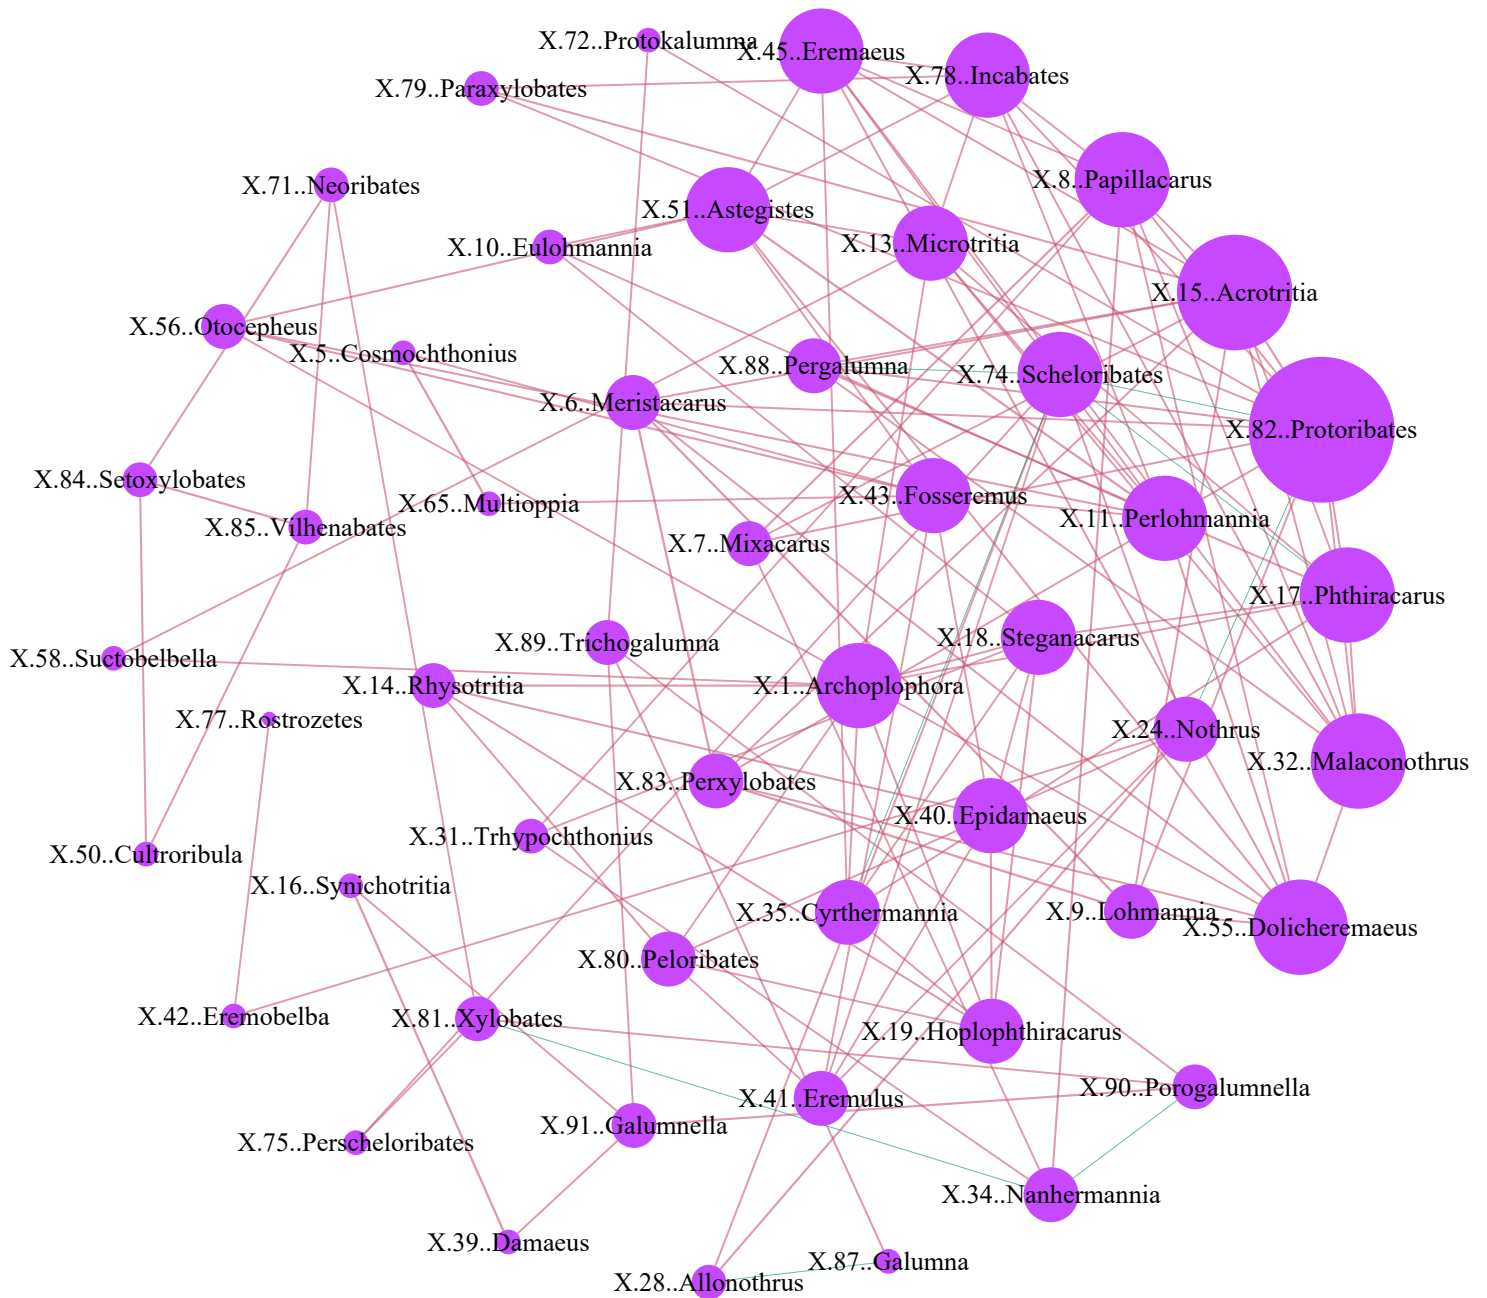 X.72..Protokalumma
X.45..Eremaeus
X.78..Incabates
X.79..Paraxylobates
X.8..Papillacarus
X.71..Neoribates
X.51..Astegistes
X.13..Microtritia
X.10..Eulohmannia
X.15..Acrotritia
X.56..Otocepheus
X.5..Cosmochthonius
X.88..Pergalumna
X.74..Scheloribates
X.6..Meristacarus
X.82..Protoribates
X.84..Setoxylobates
X.65..Multioppia
X.43..Fosseremus
X.85..Vilhenabates
X.11..Perlohmannia
X.7..Mixacarus
X.17..Phthiracarus
X.89..Trichogalumna
X.18..Steganacarus
X.58..Suctobelbella
X.14..Rhysotritia
X.1..Archoplophora
X.77..Rostrozetes
X.24..Nothrus
X.32..Malaconothrus
X.83..Perxylobates
X.40..Epidamaeus
X.31..Trhypochthonius
X.50..Cultroribula
X.16..Synichotritia
X.35..Cyrthermannia
X.9..Lohmannia
X.55..Dolicheremaeus
X.80..Peloribates
X.42..Eremobelba
X.81..Xylobates
X.19..Hoplophthiracarus
X.90..Porogalumnella
X.41..Eremulus
X.91..Galumnella
X.75..Perscheloribates
X.34..Nanhermannia
X.39..Damaeus
X.87..Galumna
X.28..Allonothrus